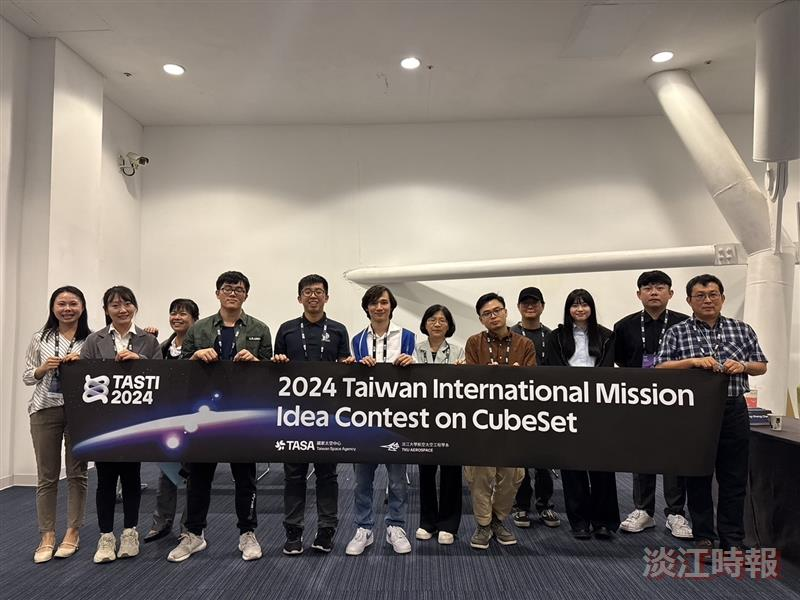 TASTI
2024
2024 Taiwan International Mission
Idea Contest on CubeSet
TASA 國家太空中心
Taiwan Space Agency
淡江大學航空太空工程學系
TKU AEROSPACE
淡江時報